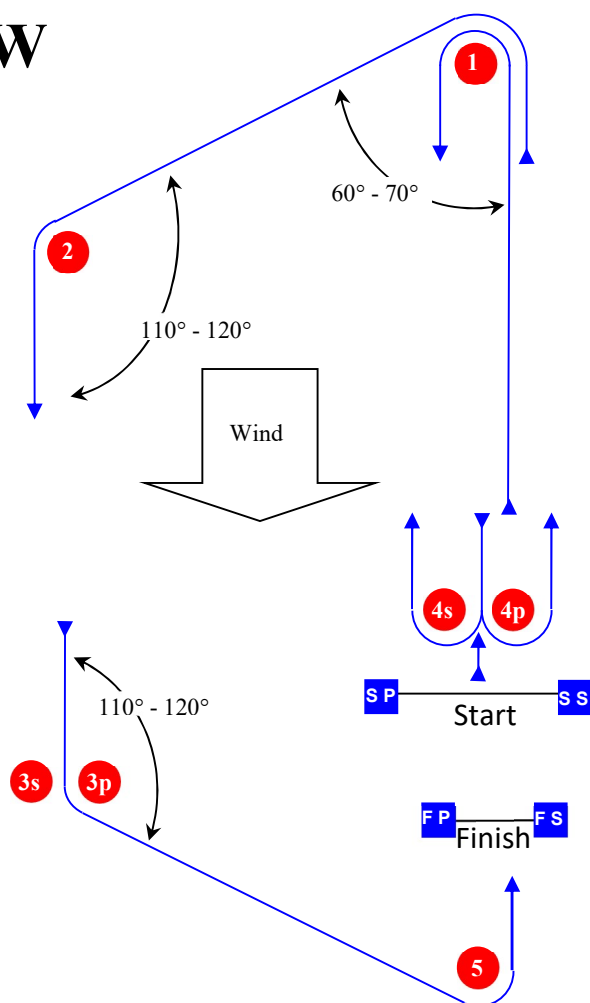 W
1
60° - 70°
2
110° - 120°
Wind
4s 4p
S P S S
Start
110° - 120°
3s 3p
F P F S
Finish
5